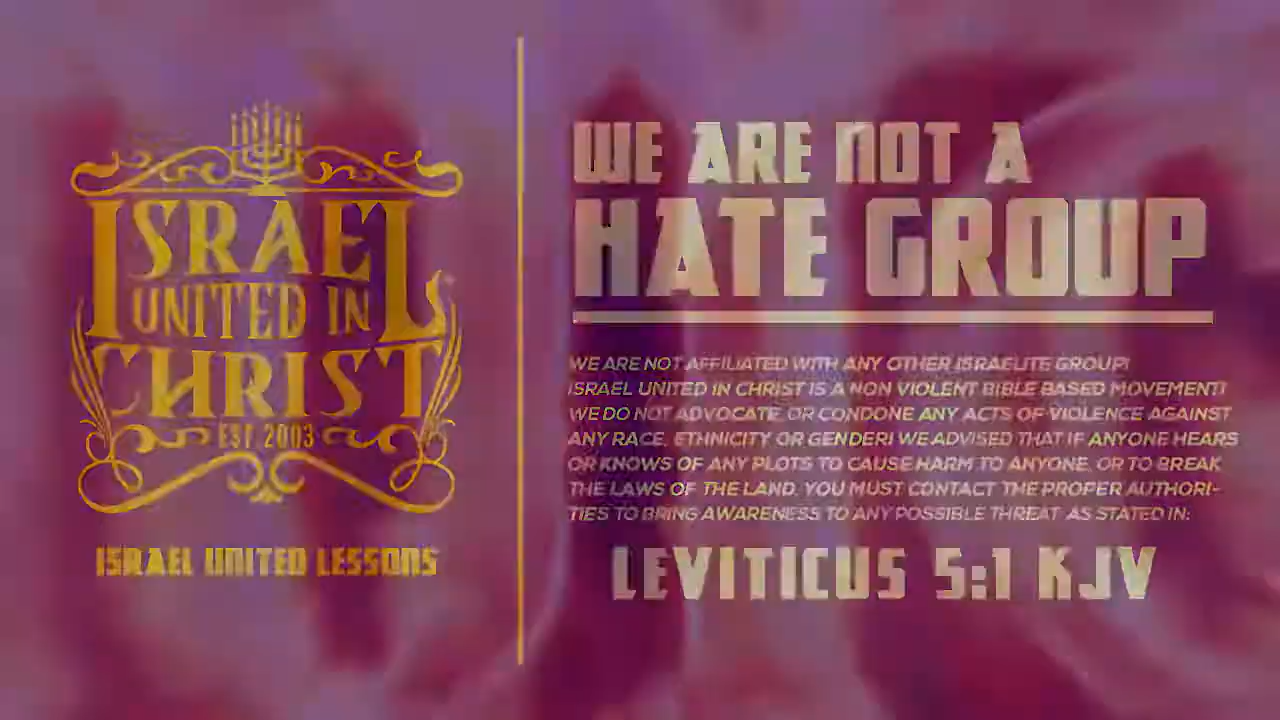 ISRAEL
UNITED IN
CHRIST
EST. 2003
ISRAEL UNITED LESSONS
WE ARE NOT A
HATE GROUP
WE ARE NOT AFFILIATED WITH ANY OTHER ISRAELITE GROUP!
ISRAEL UNITED IN CHRIST IS A NON VIOLENT BIBLE BASED MOVEMENT!
WE DO NOT ADVOCATE, OR CONDONE ANY ACTS OF VIOLENCE AGAINST
ANY RACE, ETHNICITY OR GENDER! WE ADVISED THAT IF ANYONE HEARS
OR KNOWS OF ANY PLOTS TO CAUSE HARM TO ANYONE, OR TO BREAK
THE LAWS OF THE LAND, YOU MUST CONTACT THE PROPER AUTHORI-
TIES TO BRING AWARENESS TO ANY POSSIBLE THREAT AS STATED IN:
LEVITICUS 5:1 KJV